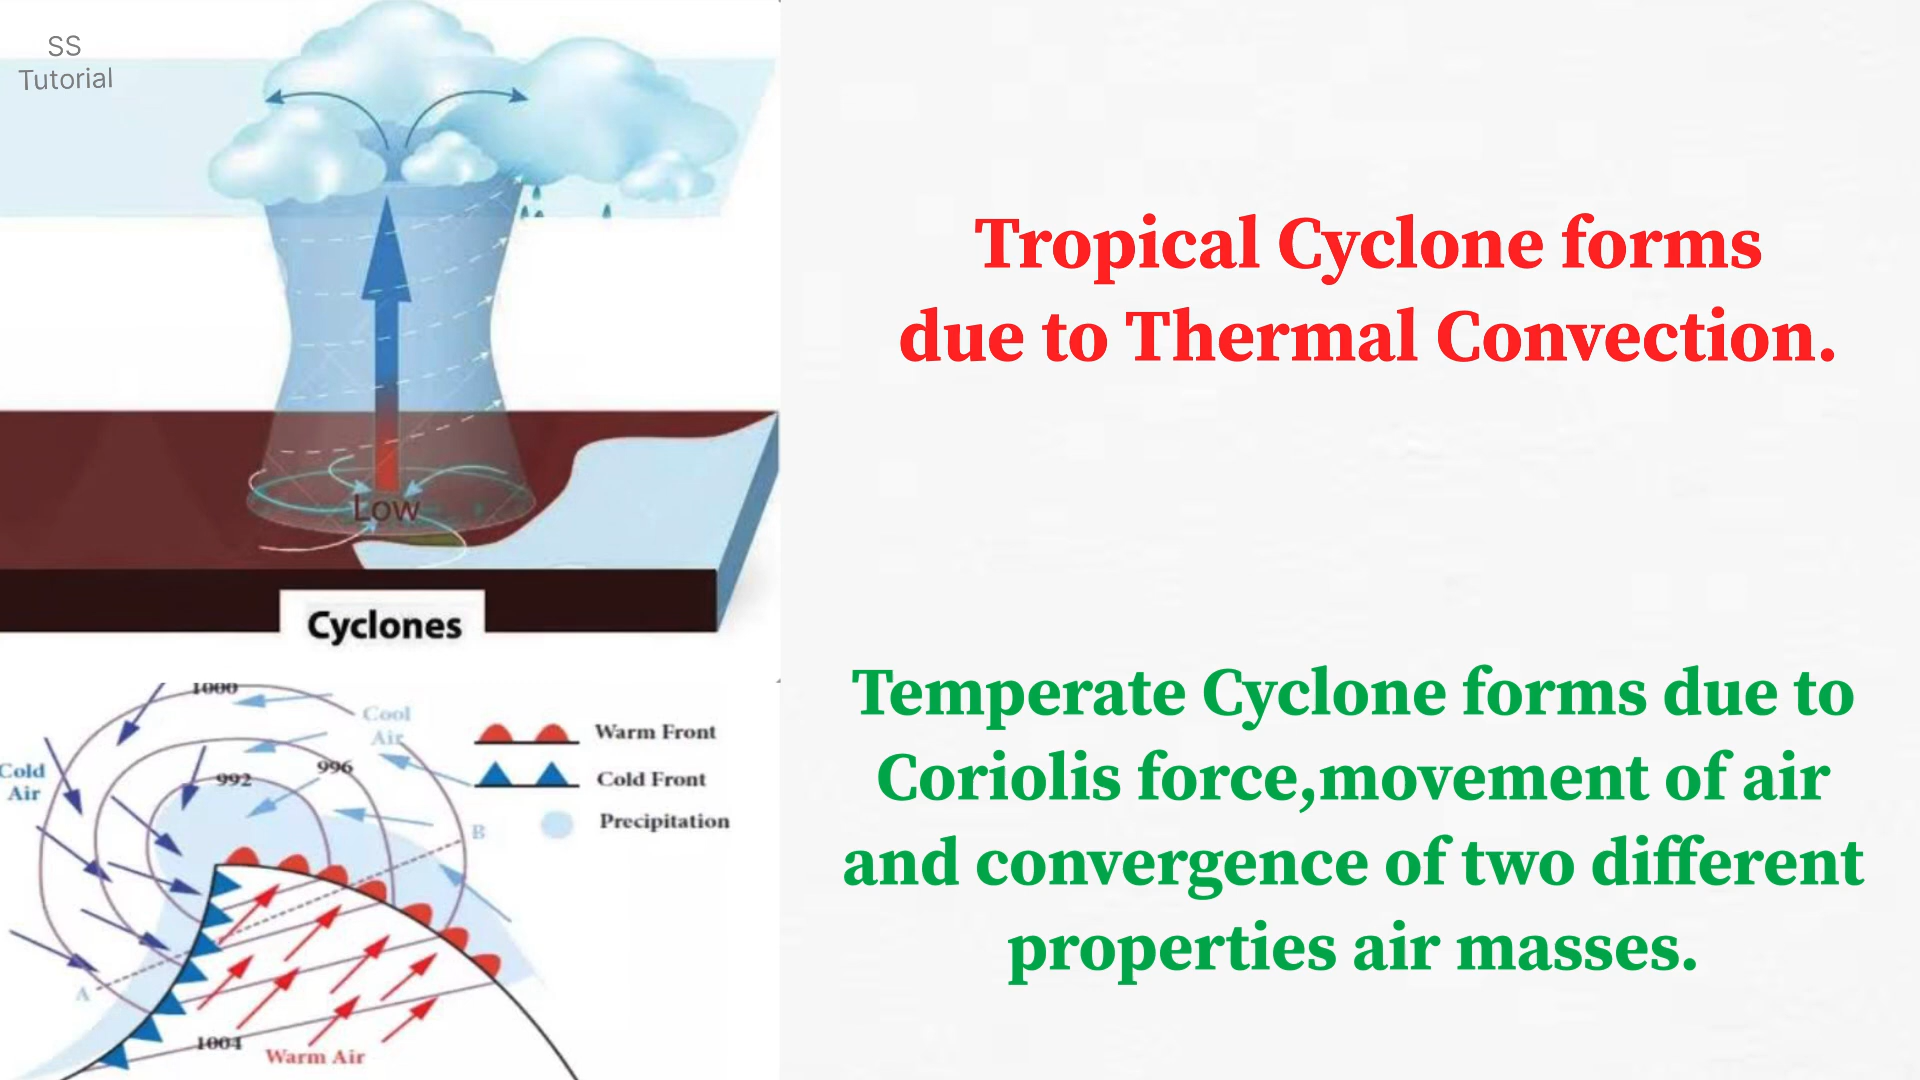 SS
Tutorial
Low
Cyclones
Tropical Cyclone forms
due to Thermal Convection.
1000
Cool
Air
Cold
Air
992
996
B
A
1004
Warm Air
Warm Front
Cold Front
Precipitation
Temperate Cyclone forms due to
Coriolis force,movement of air
and convergence of two different
properties air masses.